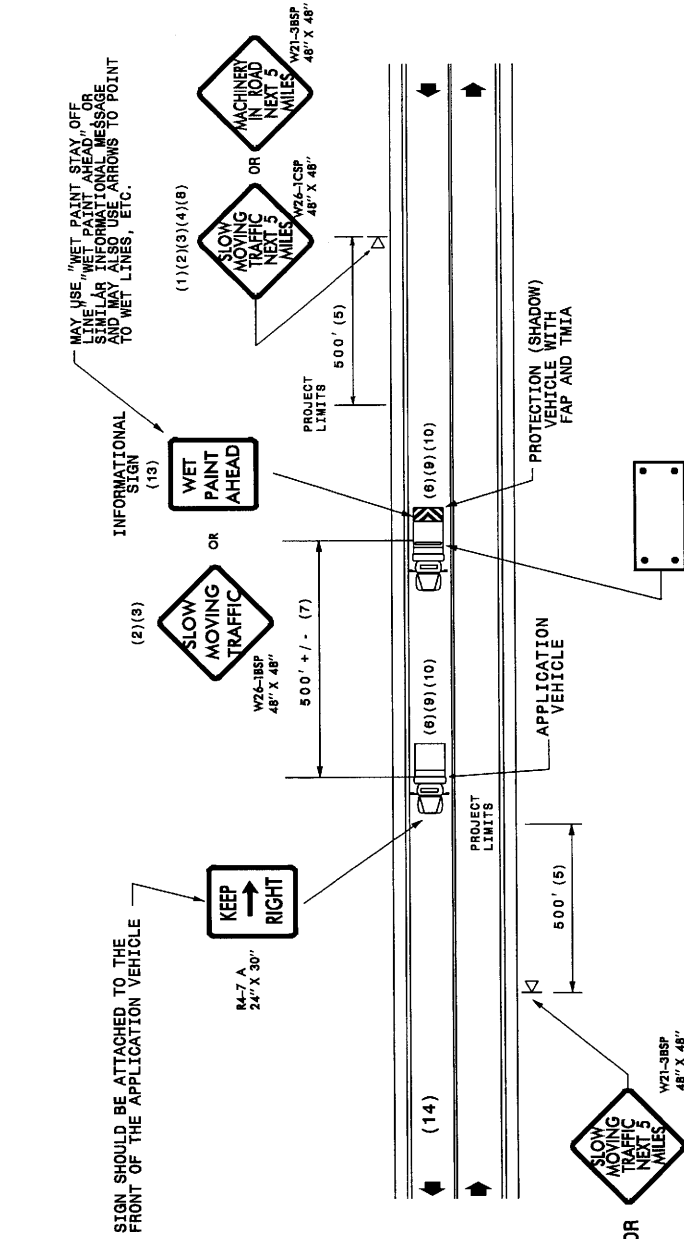 MAY USE "WET PAINT STAY OFF
LINE", "WET PAINT AHEAD", OR
SIMILAR INFORMATIONAL MESSAGE
AND MAY ALSO USE ARROWS TO POINT
TO WET LINES, ETC.
(1)(2)(3)(4)(8)
SLOW
MOVING
TRAFFIC
NEXT 5
MILES
W26-1CSP
48" X 48"
OR
MACHINERY
IN ROAD
NEXT 5
MILES
W21-3BSP
48" X 48"
500' (5)
PROJECT
LIMITS
INFORMATIONAL
SIGN
(13)
WET
PAINT
AHEAD
OR
(2)(3)
SLOW
MOVING
TRAFFIC
W26-1BSP
48" X 48"
500' +/- (7)
(6)(9)(10)
(6)(9)(10)
PROTECTION (SHADOW)
VEHICLE WITH
FAP AND TMIA
APPLICATION
VEHICLE
SIGN SHOULD BE ATTACHED TO THE
FRONT OF THE APPLICATION VEHICLE
KEEP
RIGHT
R4-7 A
24" X 30"
PROJECT
LIMITS
500' (5)
(14)
SLOW
MOVING
TRAFFIC
NEXT 5
MILES
W21-3BSP
48" X 48"
OR